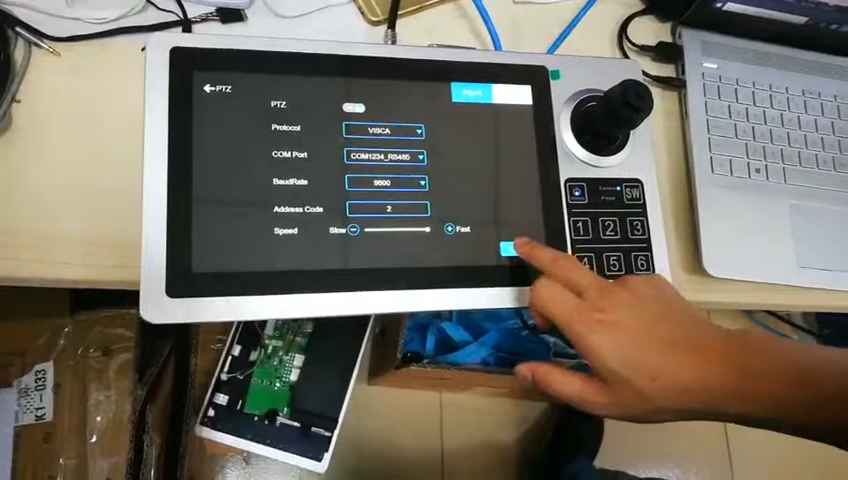 PTZ
PTZ
Protocol
VISCA
COM Port
COM1234_RS485
BaudRate
9600
Address Code
2
Speed
Slow
Fast
SW
1 2 3
4 5 6
K1-033